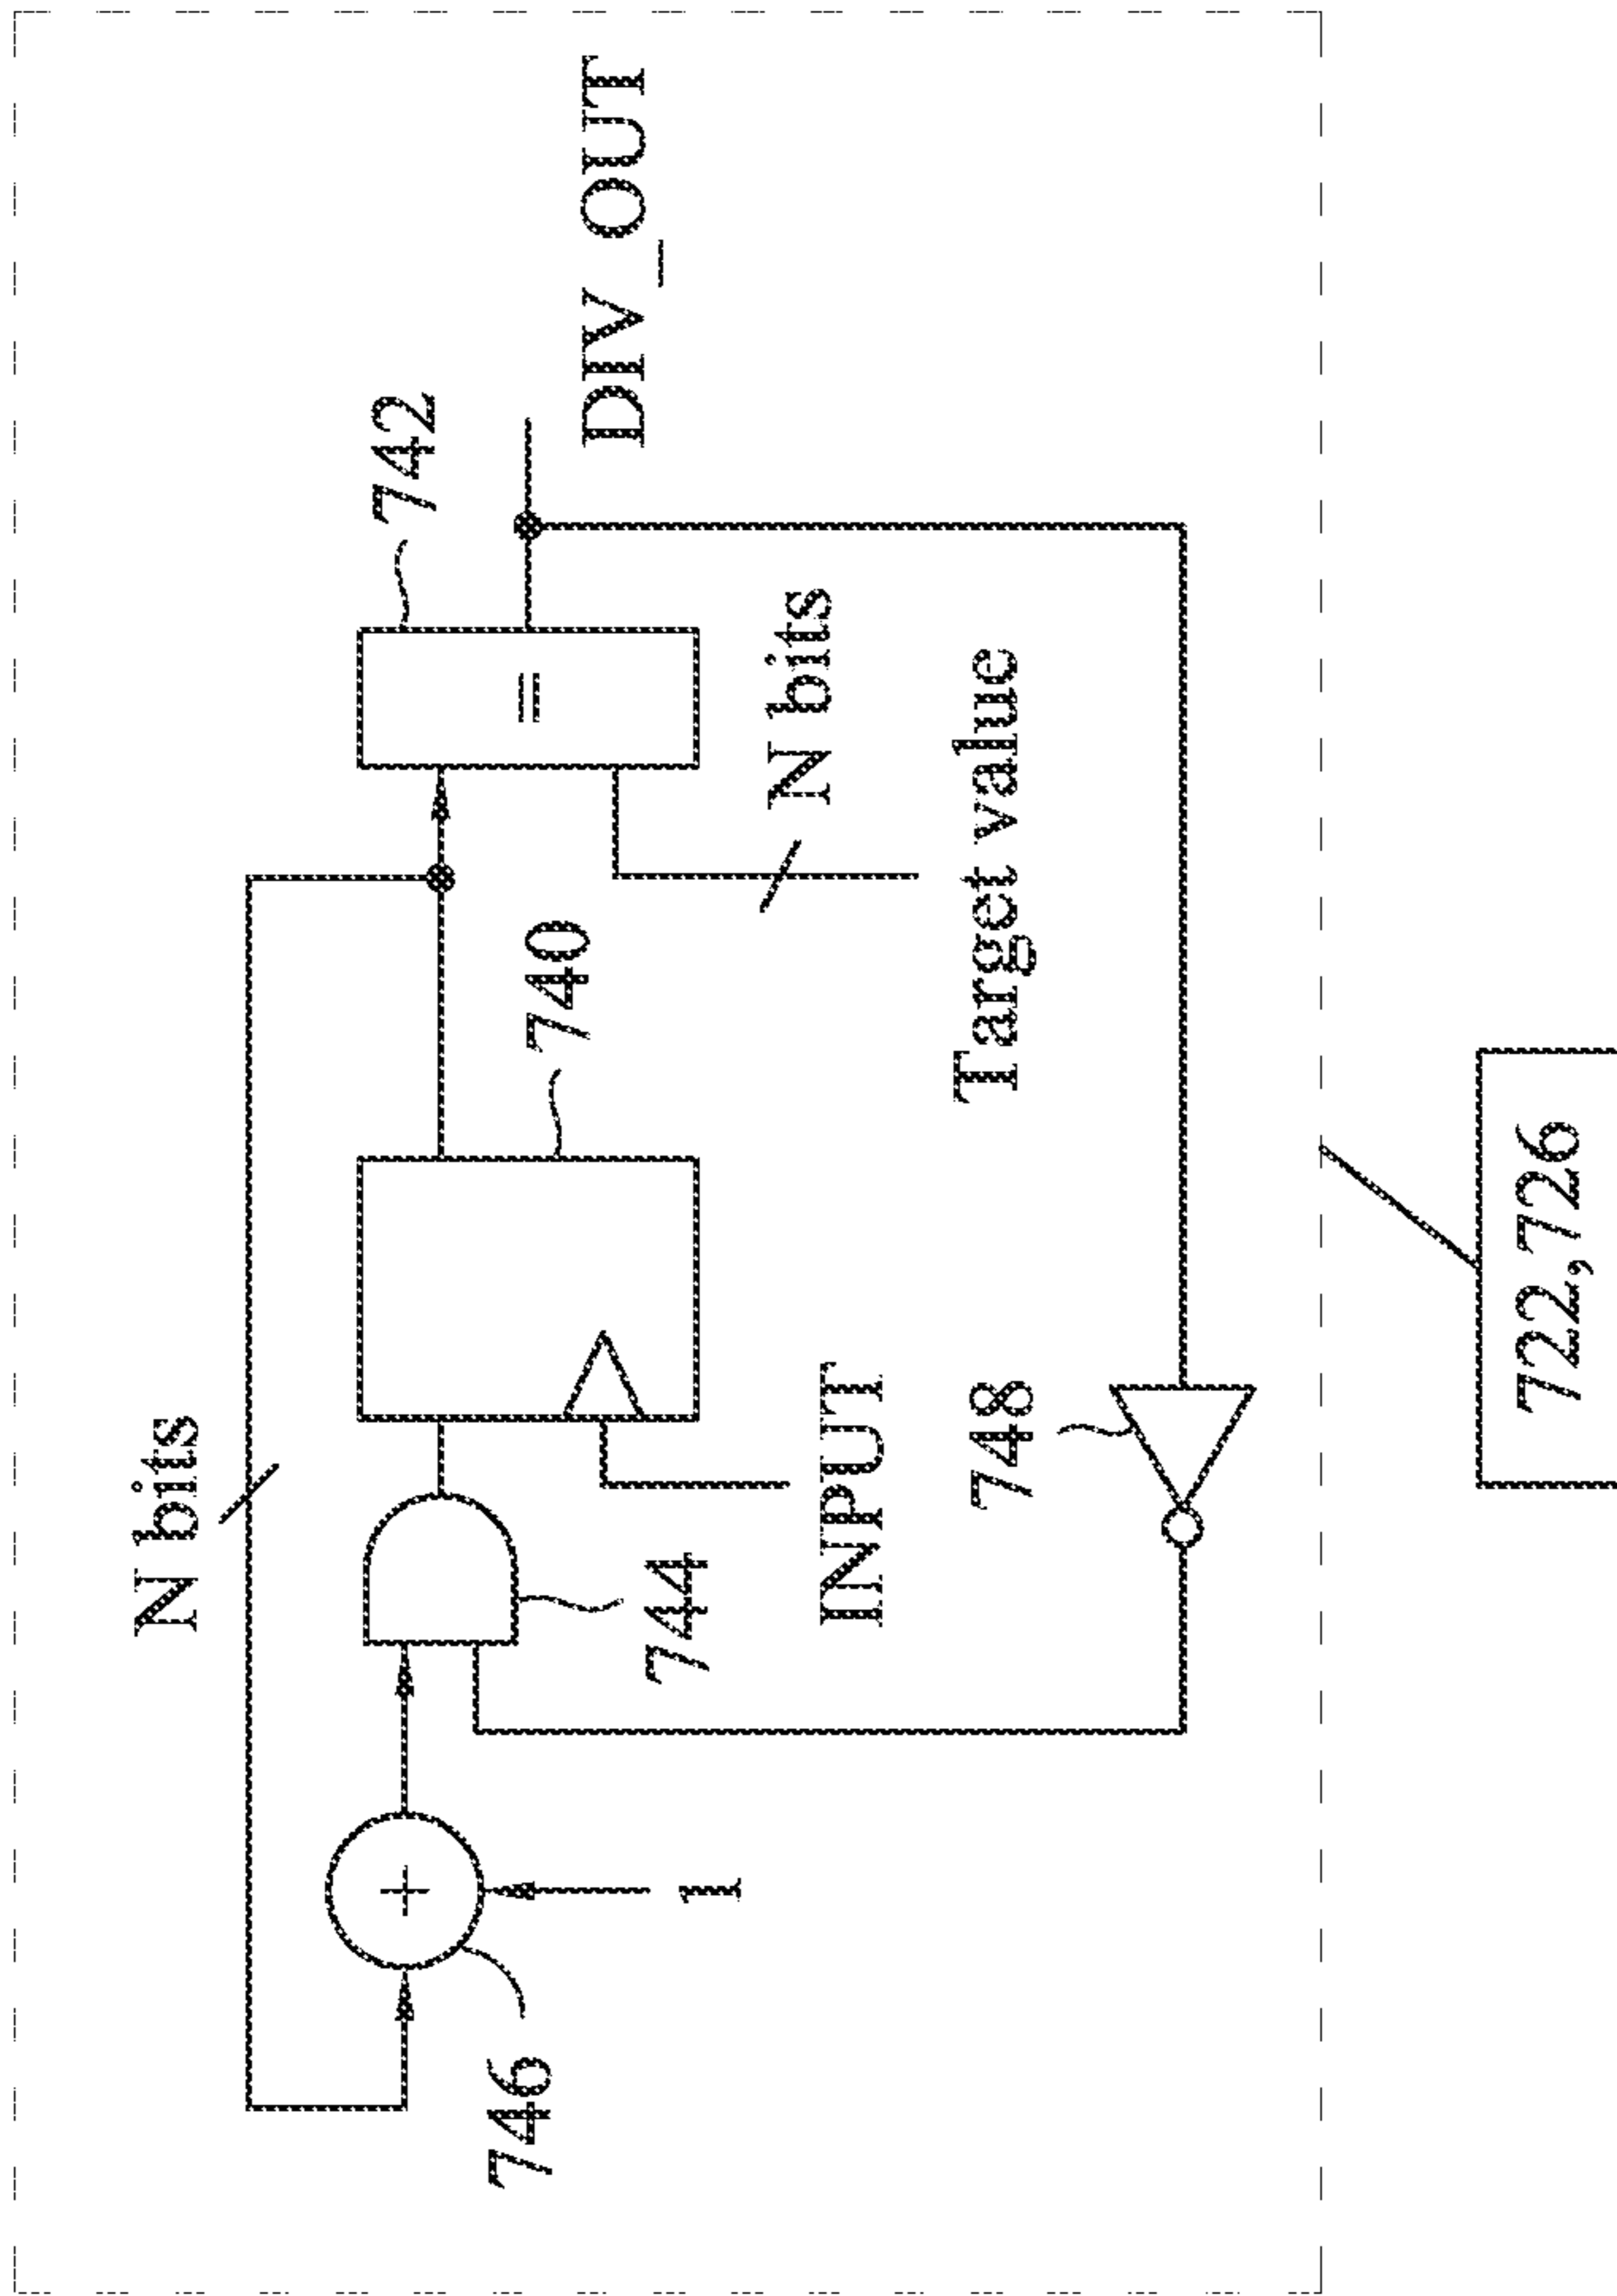 N bits
742
DIV_OUT
=
740
N bits
Target value
+
746
1
744
INPUT
748
722,726